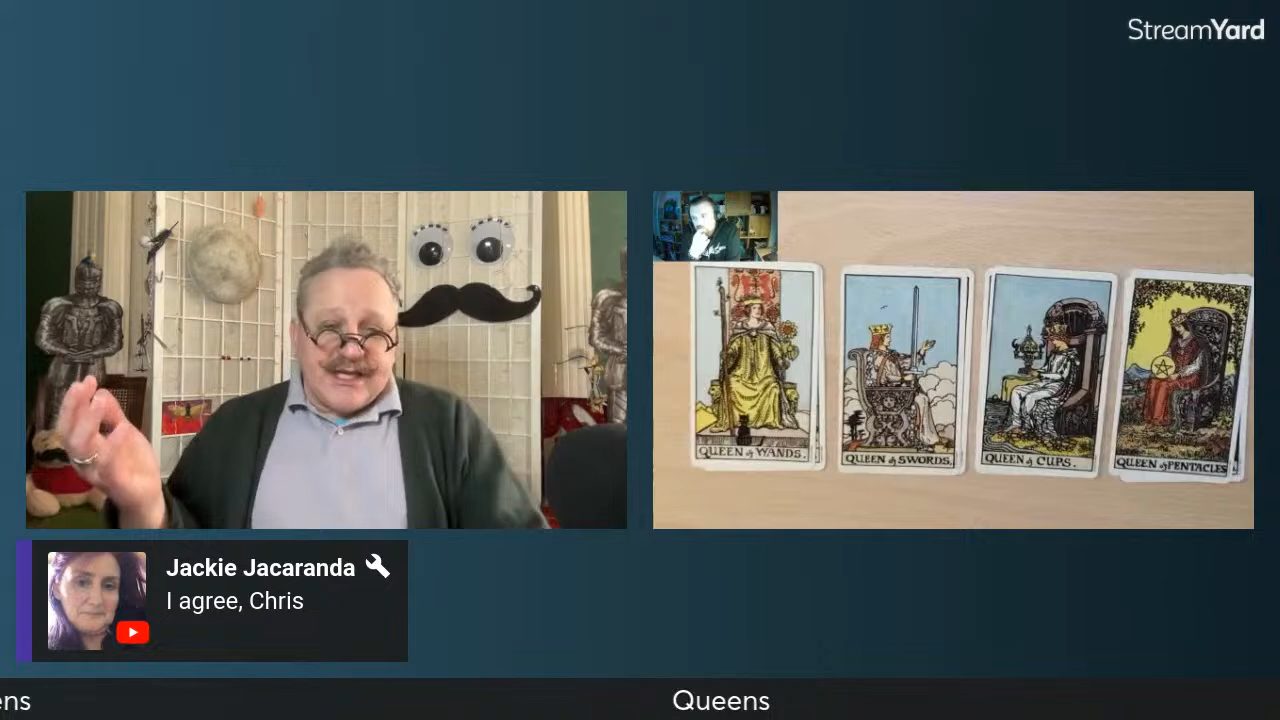 StreamYard
QUEEN of WANDS.
QUEEN of SWORDS.
QUEEN of CUPS.
QUEEN of PENTACLES
Jackie Jacaranda
I agree, Chris
ens
Queens